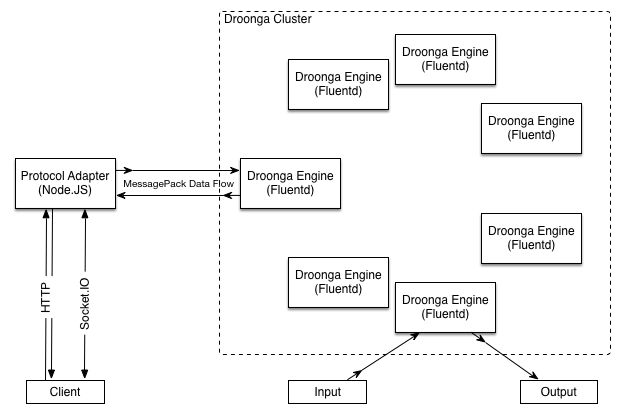 Droonga Cluster
Droonga Engine
(Fluentd)
Droonga Engine
(Fluentd)
Droonga Engine
(Fluentd)
Protocol Adapter
(Node.JS)
MessagePack Data Flow
Droonga Engine
(Fluentd)
Droonga Engine
(Fluentd)
Droonga Engine
(Fluentd)
Droonga Engine
(Fluentd)
HTTP
Socket.IO
Client
Input
Output